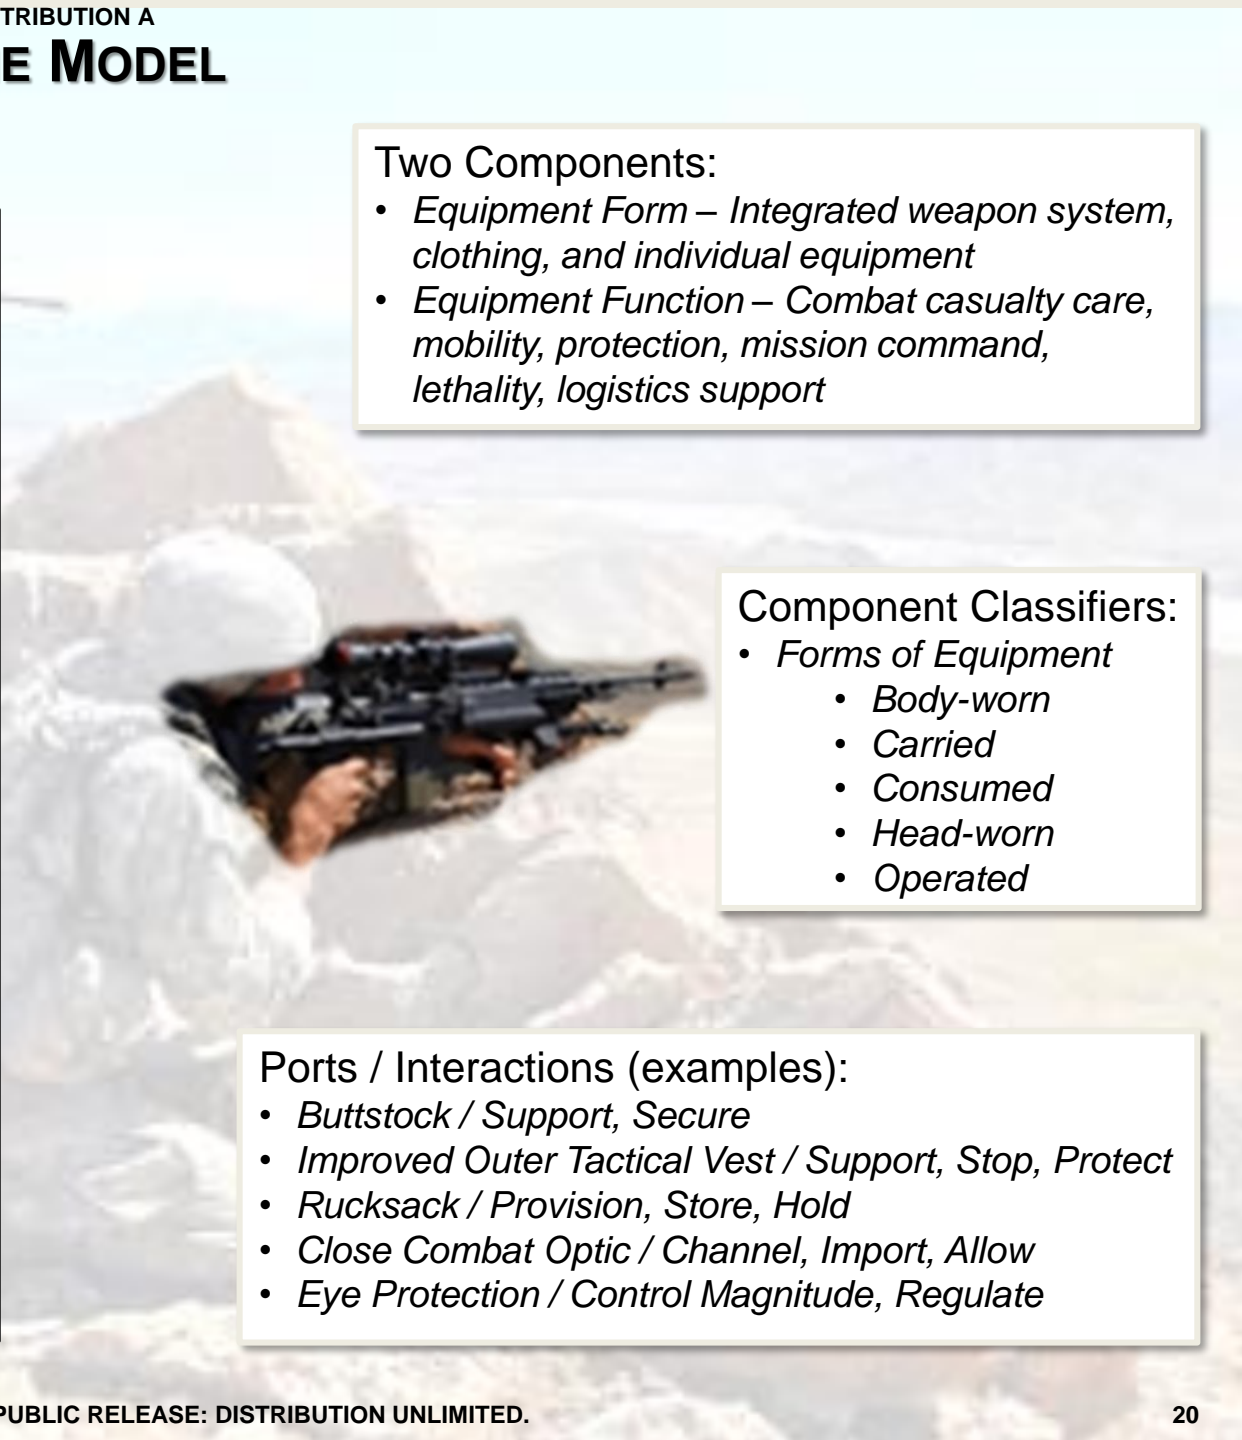 TRIBUTION A
E MODEL
Two Components:
• Equipment Form – Integrated weapon system,
clothing, and individual equipment
• Equipment Function – Combat casualty care,
mobility, protection, mission command,
lethality, logistics support
Component Classifiers:
• Forms of Equipment
• Body-worn
• Carried
• Consumed
• Head-worn
• Operated
Ports / Interactions (examples):
• Buttstock / Support, Secure
• Improved Outer Tactical Vest / Support, Stop, Protect
• Rucksack / Provision, Store, Hold
• Close Combat Optic / Channel, Import, Allow
• Eye Protection / Control Magnitude, Regulate
PUBLIC RELEASE: DISTRIBUTION UNLIMITED.
20